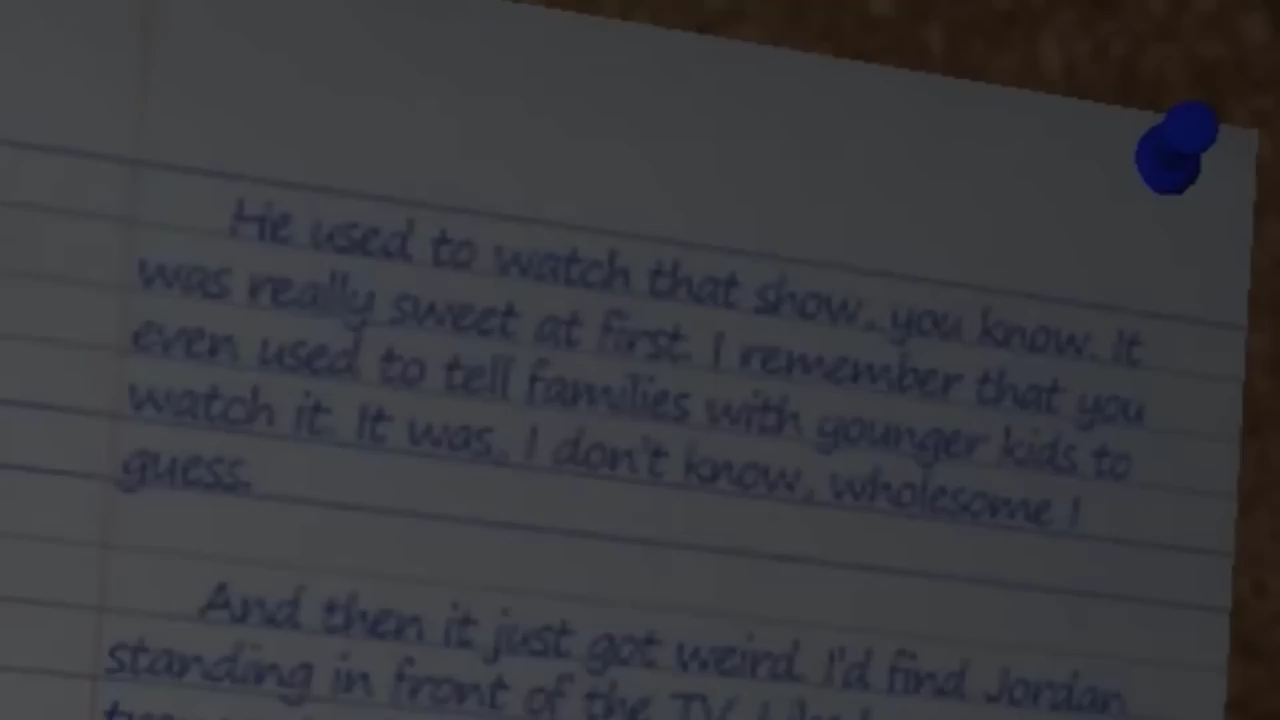 He used to watch that show, you know. It
was really sweet at first. I remember that you
even used to tell families with younger kids to
watch it. It was, I don't know, wholesome I
guess.
And then it just got weird. I'd find Jordan
standing in front of the TV